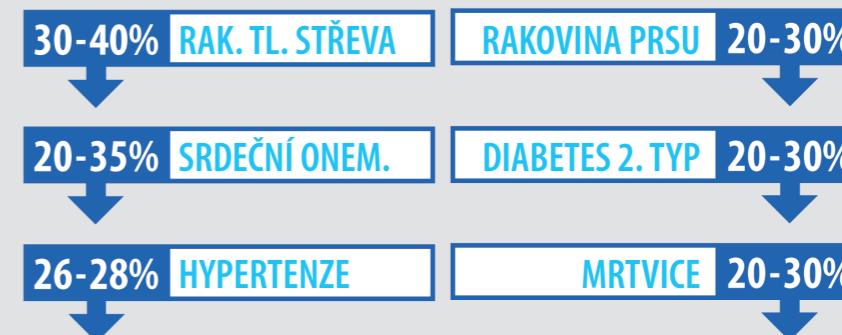 30-40% RAK. TL. STŘEVA
RAKOVINA PRSU 20-30%
20-35% SRDEČNÍ ONEM.
DIABETES 2. TYP 20-30%
26-28% HYPERTENZE
MRTVICE 20-30%